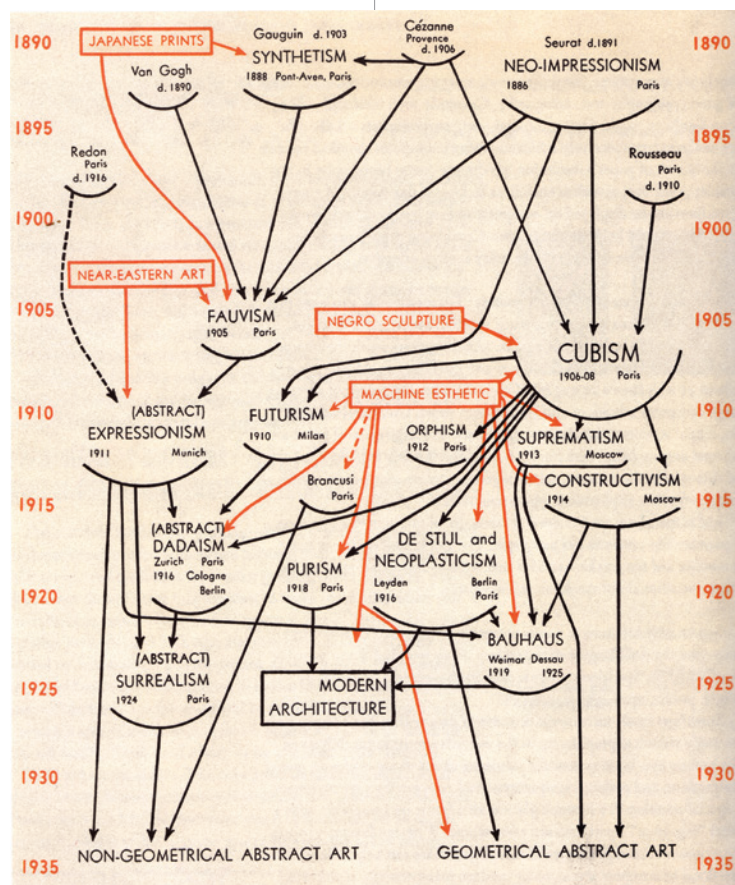 1890
JAPANESE PRINTS
Gauguin d. 1903
SYNTHETISM
1888 Pont-Aven, Paris
Cézanne
Provence
d. 1906
Seurat d.1891
NEO-IMPRESSIONISM
1886 Paris
1890
Van Gogh
d. 1890
1895
1895
Redon
Paris
d. 1916
Rousseau
Paris
d. 1910
1900
1900
NEAR-EASTERN ART
1905
FAUVISM
1905 Paris
NEGRO SCULPTURE
1905
CUBISM
1906-08 Paris
MACHINE ESTHETIC
1910
(ABSTRACT)
EXPRESSIONISM
1911 Munich
FUTURISM
1910 Milan
ORPHISM
1912 Paris
SUPREMATISM
1913 Moscow
1910
Brancusi
Paris
CONSTRUCTIVISM
1914 Moscow
1915
1915
(ABSTRACT)
DADAISM
Zurich Paris
1916 Cologne
Berlin
PURISM
1918 Paris
DE STIJL and
NEOPLASTICISM
Leyden Berlin
1916 Paris
1920
1920
BAUHAUS
Weimar Dessau
1919 1925
(ABSTRACT)
SURREALISM
1924 Paris
MODERN
ARCHITECTURE
1925
1925
1930
1930
NON-GEOMETRICAL ABSTRACT ART
GEOMETRICAL ABSTRACT ART
1935
1935